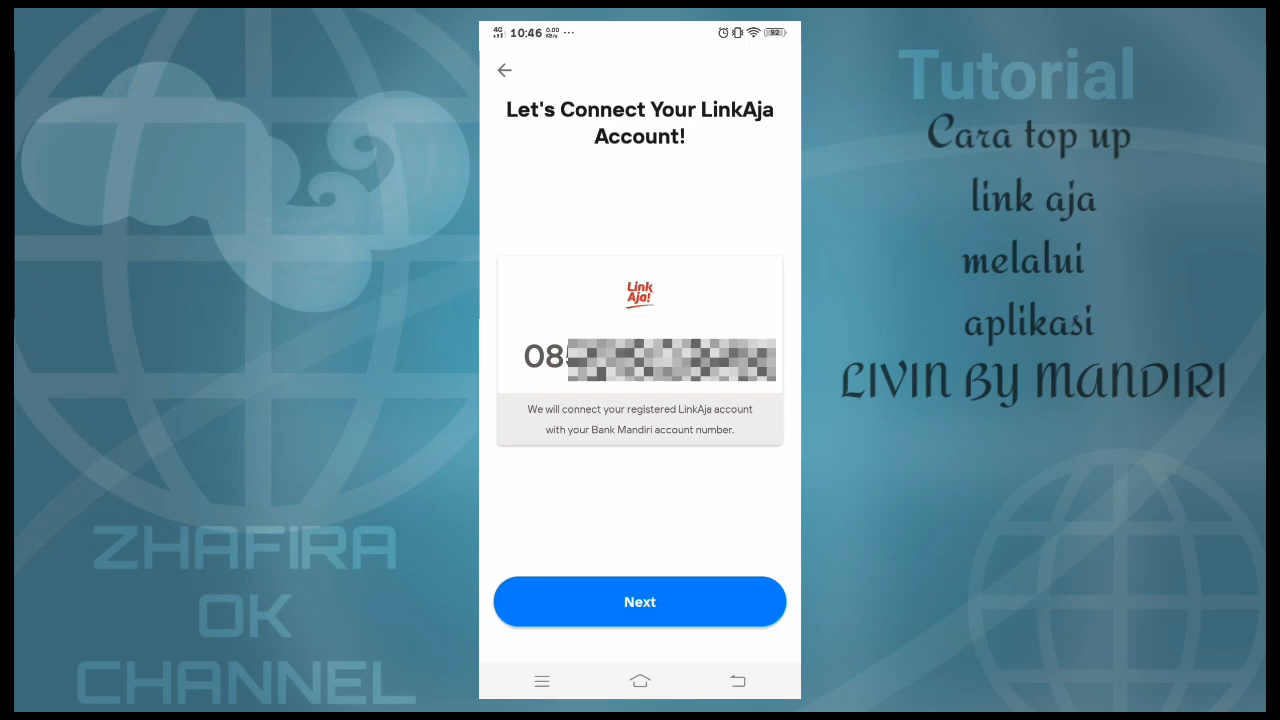 4G 10:46 0.00 KB/s ... 92
Let's Connect Your LinkAja
Account!
Link
Aja!
08
We will connect your registered LinkAja account
with your Bank Mandiri account number.
Next
Tutorial
Cara top up
link aja
melalui
aplikasi
LIVIN BY MANDIRI
ZHAFIRA
OK
CHANNEL